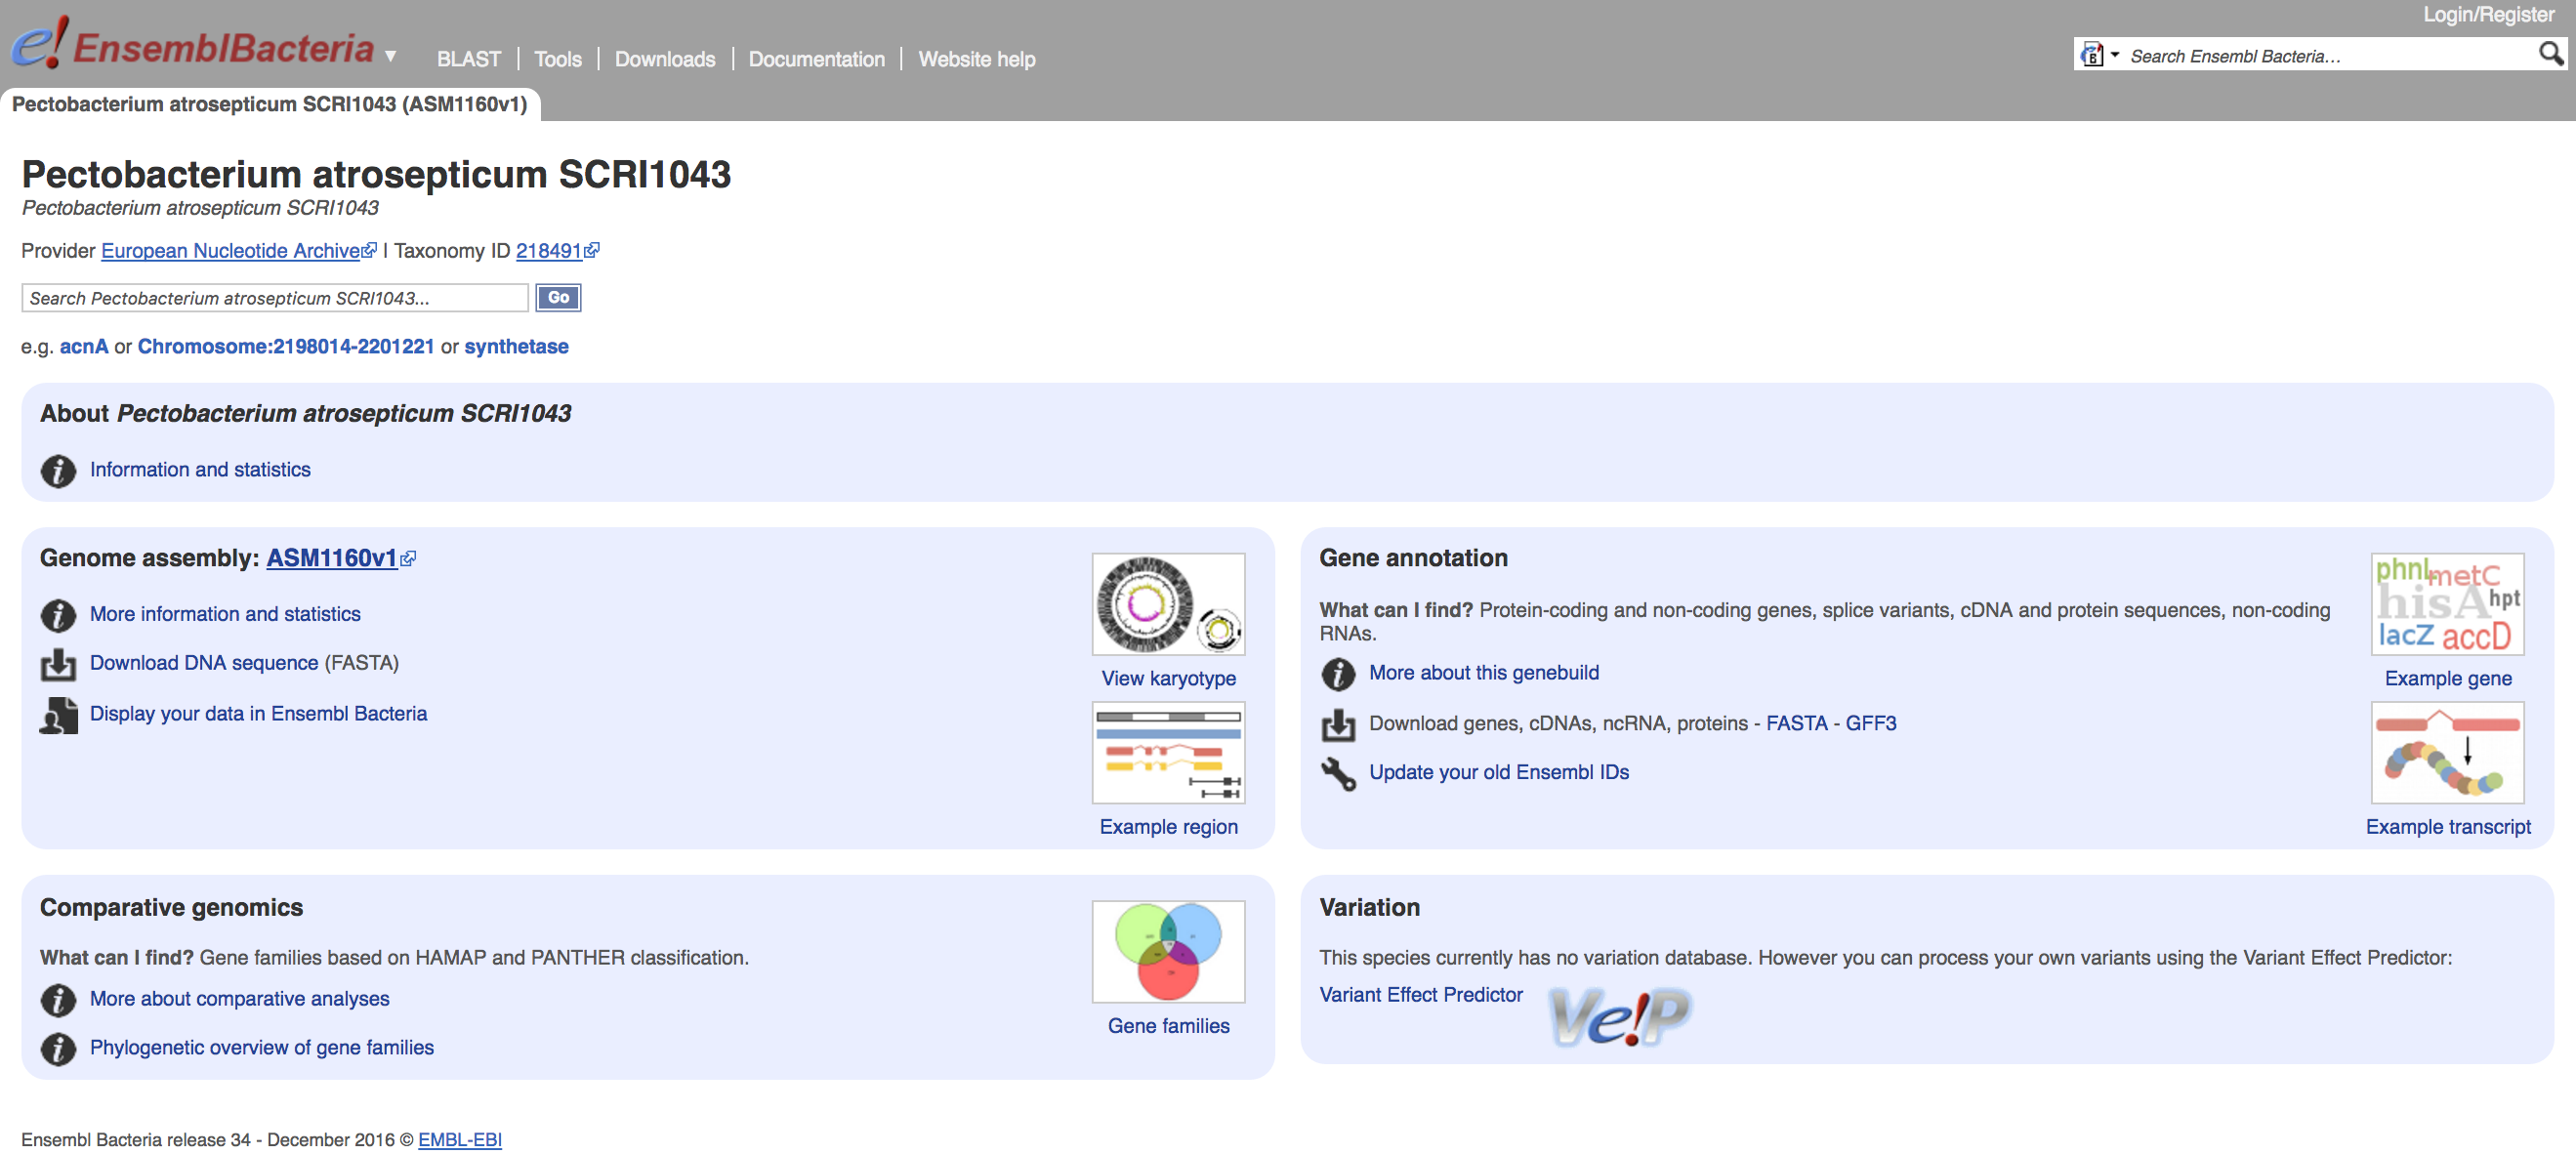 Login/Register
e!EnsemblBacteria ▼ BLAST | Tools | Downloads | Documentation | Website help
Search Ensembl Bacteria...
Pectobacterium atrosepticum SCRI1043 (ASM1160v1)
Pectobacterium atrosepticum SCRI1043
Pectobacterium atrosepticum SCRI1043
Provider European Nucleotide Archive | Taxonomy ID 218491
Search Pectobacterium atrosepticum SCRI1043... Go
e.g. acnA or Chromosome:2198014-2201221 or synthetase
About Pectobacterium atrosepticum SCRI1043
Information and statistics
Genome assembly: ASM1160v1
More information and statistics
Download DNA sequence (FASTA)
Display your data in Ensembl Bacteria
View karyotype
Example region
Gene annotation
What can I find? Protein-coding and non-coding genes, splice variants, cDNA and protein sequences, non-coding
RNAs.
More about this genebuild
Download genes, cDNAs, ncRNA, proteins - FASTA - GFF3
Update your old Ensembl IDs
phnL metC
hisA hpt
lacZ accD
Example gene
Example transcript
Comparative genomics
What can I find? Gene families based on HAMAP and PANTHER classification.
More about comparative analyses
Phylogenetic overview of gene families
Gene families
Variation
This species currently has no variation database. However you can process your own variants using the Variant Effect Predictor:
Variant Effect Predictor
Ve!P
Ensembl Bacteria release 34 - December 2016 © EMBL-EBI